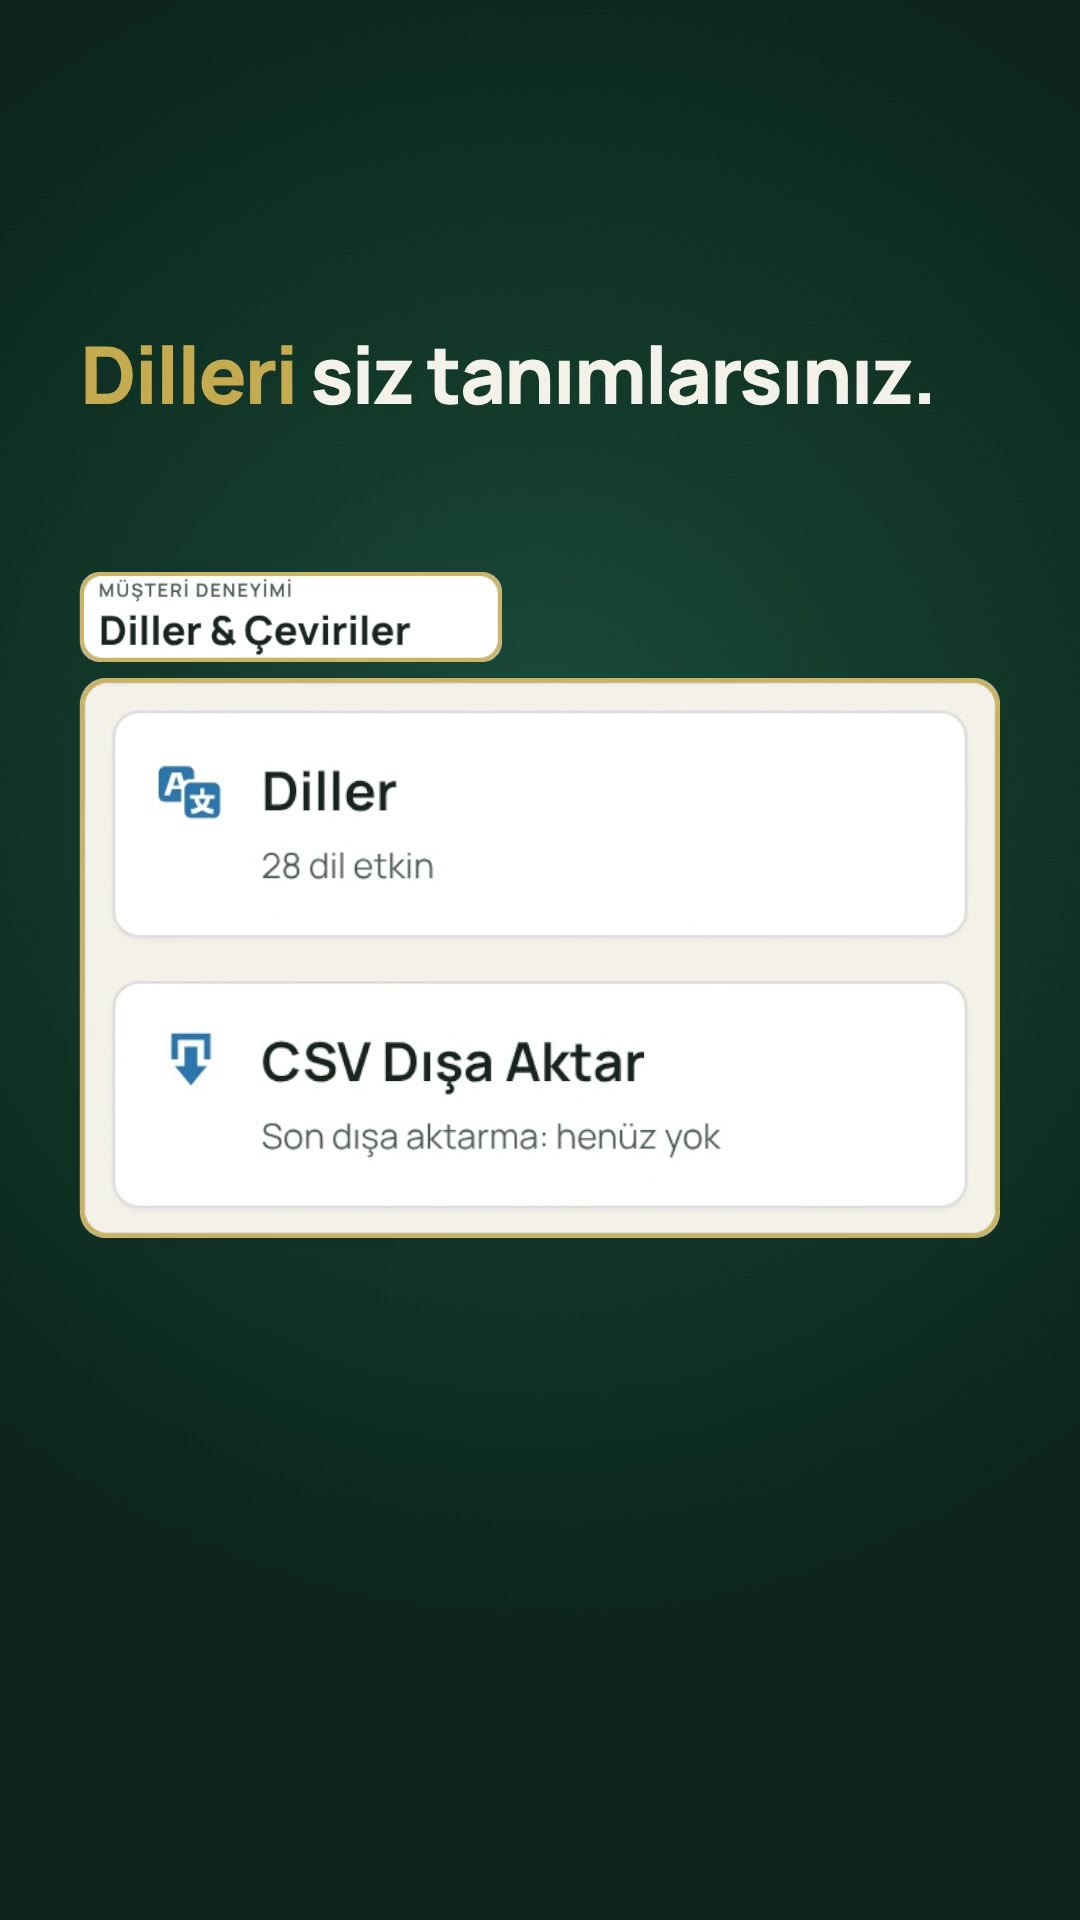 Dilleri siz tanımlarsınız.
MÜŞTERİ DENEYİMİ
Diller & Çeviriler
Diller
28 dil etkin
CSV Dışa Aktar
Son dışa aktarma: henüz yok